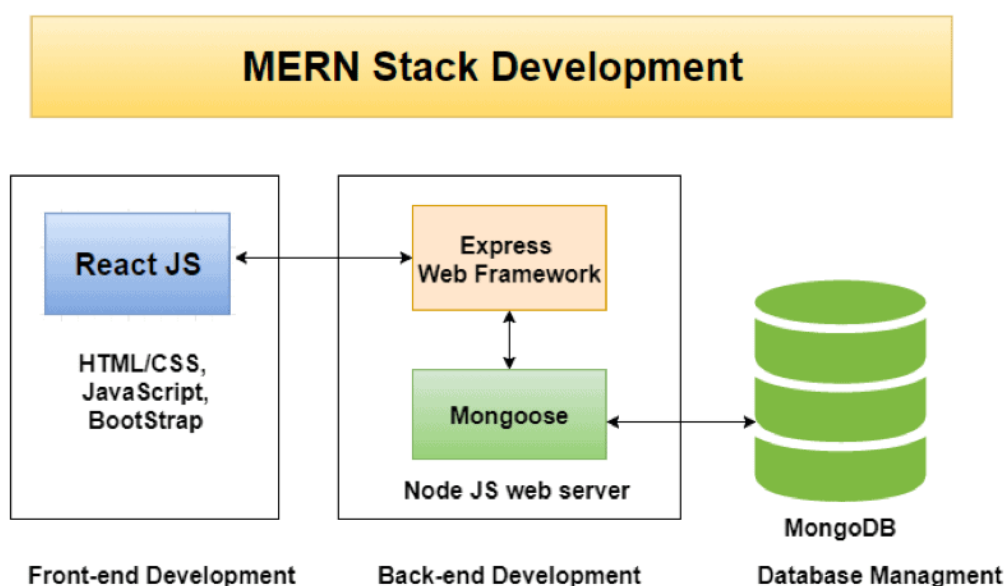 MERN Stack Development
React JS
HTML/CSS,
JavaScript,
BootStrap
Express
Web Framework
Mongoose
Node JS web server
MongoDB
Front-end Development
Back-end Development
Database Managment